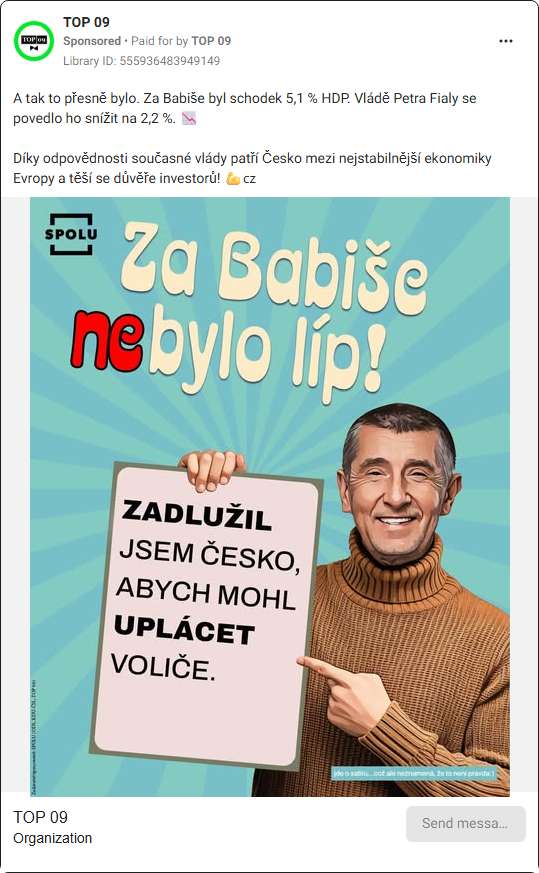 TOP 09
Sponsored • Paid for by TOP 09
Library ID: 555936483949149
A tak to přesně bylo. Za Babiše byl schodek 5,1 % HDP. Vládě Petra Fialy se
povedlo ho snížit na 2,2 %. 📉
Díky odpovědnosti současné vlády patří Česko mezi nejstabilnější ekonomiky
Evropy a těší se důvěře investorů! 💪cz
SPOLU
Za Babiše
nebylo líp!
ZADLUŽIL
JSEM ČESKO,
ABYCH MOHL
UPLÁCET
VOLIČE.
jde o satiru...což ale neznamená, že to není pravda:)
TOP 09
Organization
Send messa...